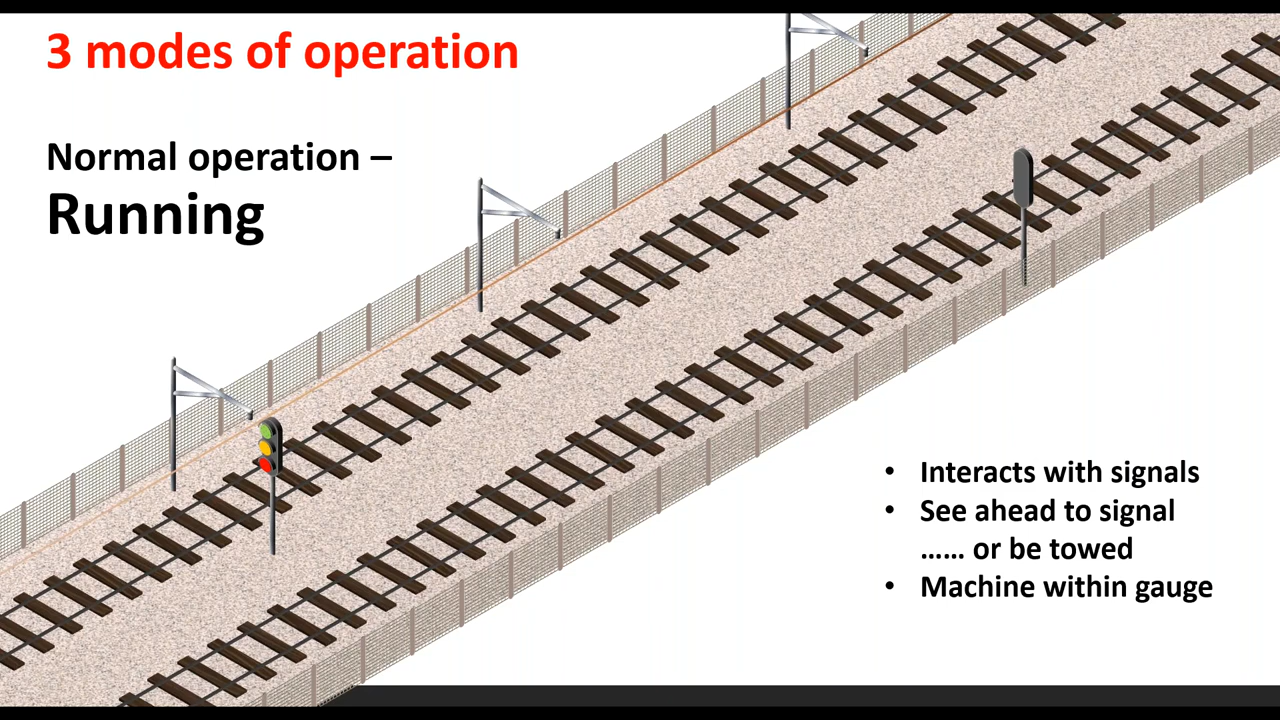 3 modes of operation
Normal operation –
Running
• Interacts with signals
• See ahead to signal
…… or be towed
• Machine within gauge